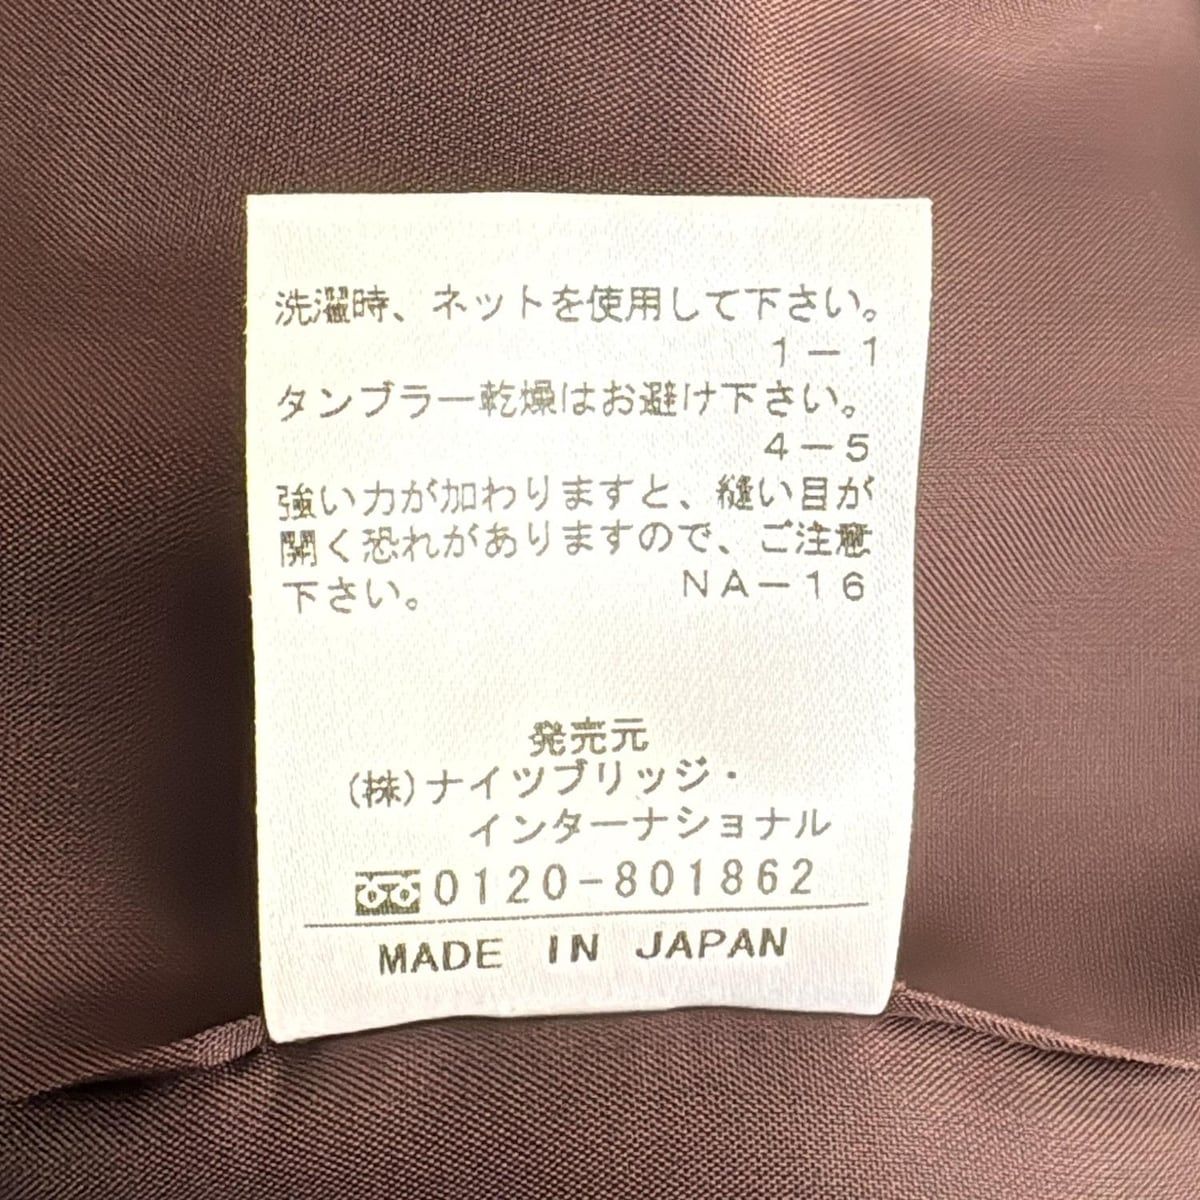 洗濯時、ネットを使用して下さい。
１－１
タンブラー乾燥はお避け下さい。
４－５
強い力が加わりますと、縫い目が
開く恐れがありますので、ご注意
下さい。　　　　　ＮＡ－１６
発売元
(株)ナイツブリッジ・
インターナショナル
0120-801862
MADE IN JAPAN